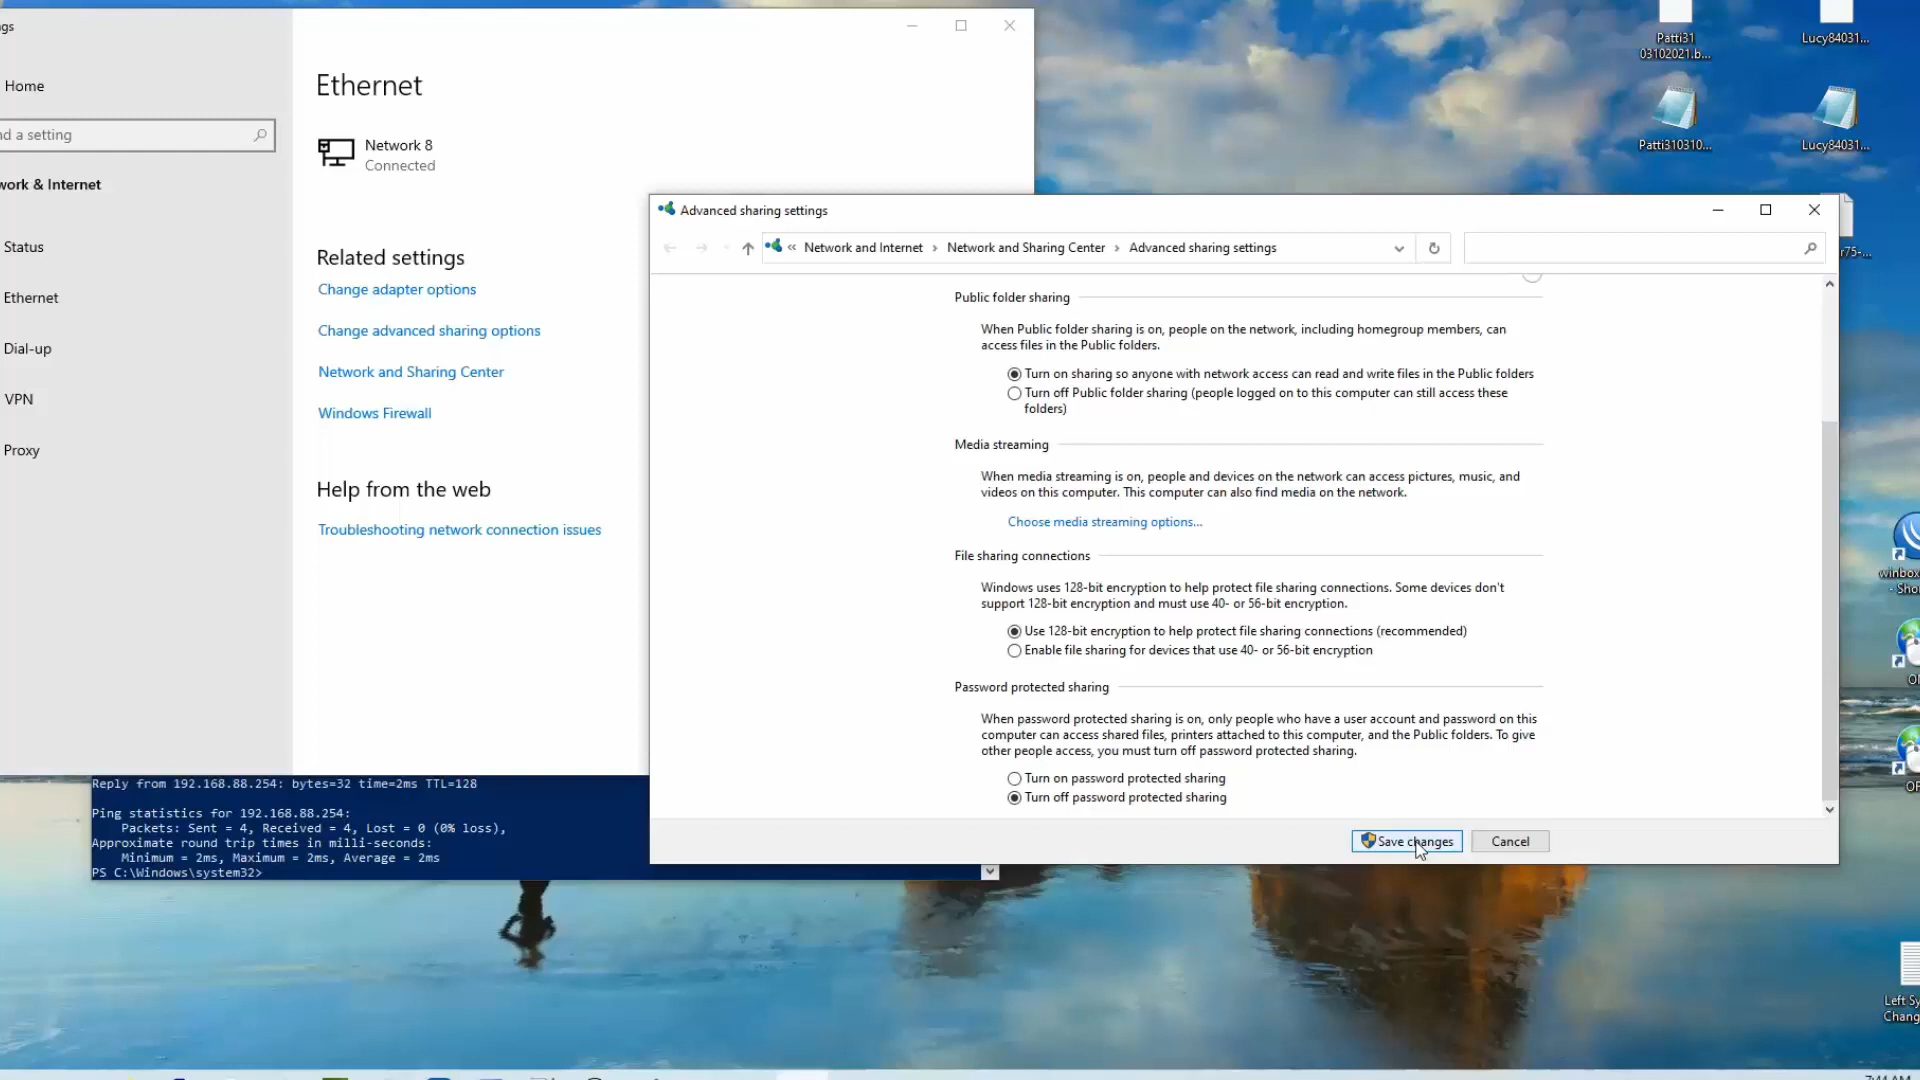 ngs
Home
nd a setting
work & Internet
Status
Ethernet
Dial-up
VPN
Proxy
Ethernet
Network 8
Connected
Related settings
Change adapter options
Change advanced sharing options
Network and Sharing Center
Windows Firewall
Help from the web
Troubleshooting network connection issues
Advanced sharing settings
« Network and Internet › Network and Sharing Center › Advanced sharing settings
Public folder sharing
When Public folder sharing is on, people on the network, including homegroup members, can
access files in the Public folders.
Turn on sharing so anyone with network access can read and write files in the Public folders
Turn off Public folder sharing (people logged on to this computer can still access these
folders)
Media streaming
When media streaming is on, people and devices on the network can access pictures, music, and
videos on this computer. This computer can also find media on the network.
Choose media streaming options...
File sharing connections
Windows uses 128-bit encryption to help protect file sharing connections. Some devices don't
support 128-bit encryption and must use 40- or 56-bit encryption.
Use 128-bit encryption to help protect file sharing connections (recommended)
Enable file sharing for devices that use 40- or 56-bit encryption
Password protected sharing
When password protected sharing is on, only people who have a user account and password on this
computer can access shared files, printers attached to this computer, and the Public folders. To give
other people access, you must turn off password protected sharing.
Turn on password protected sharing
Turn off password protected sharing
Save changes
Cancel
Reply from 192.168.88.254: bytes=32 time=2ms TTL=128
Ping statistics for 192.168.88.254:
Packets: Sent = 4, Received = 4, Lost = 0 (0% loss),
Approximate round trip times in milli-seconds:
Minimum = 2ms, Maximum = 2ms, Average = 2ms
PS C:\Windows\system32>
Patti31
03102021.b...
Lucy84031...
Patti310310...
Lucy84031...
r75-...
winbox
- Sho
Left Sy
Chang